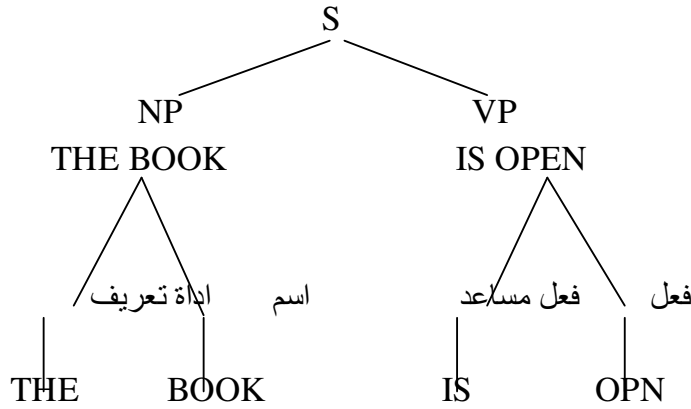 S
NP VP
THE BOOK IS OPEN
اداة تعريف اسم فعل مساعد فعل
THE BOOK IS OPN